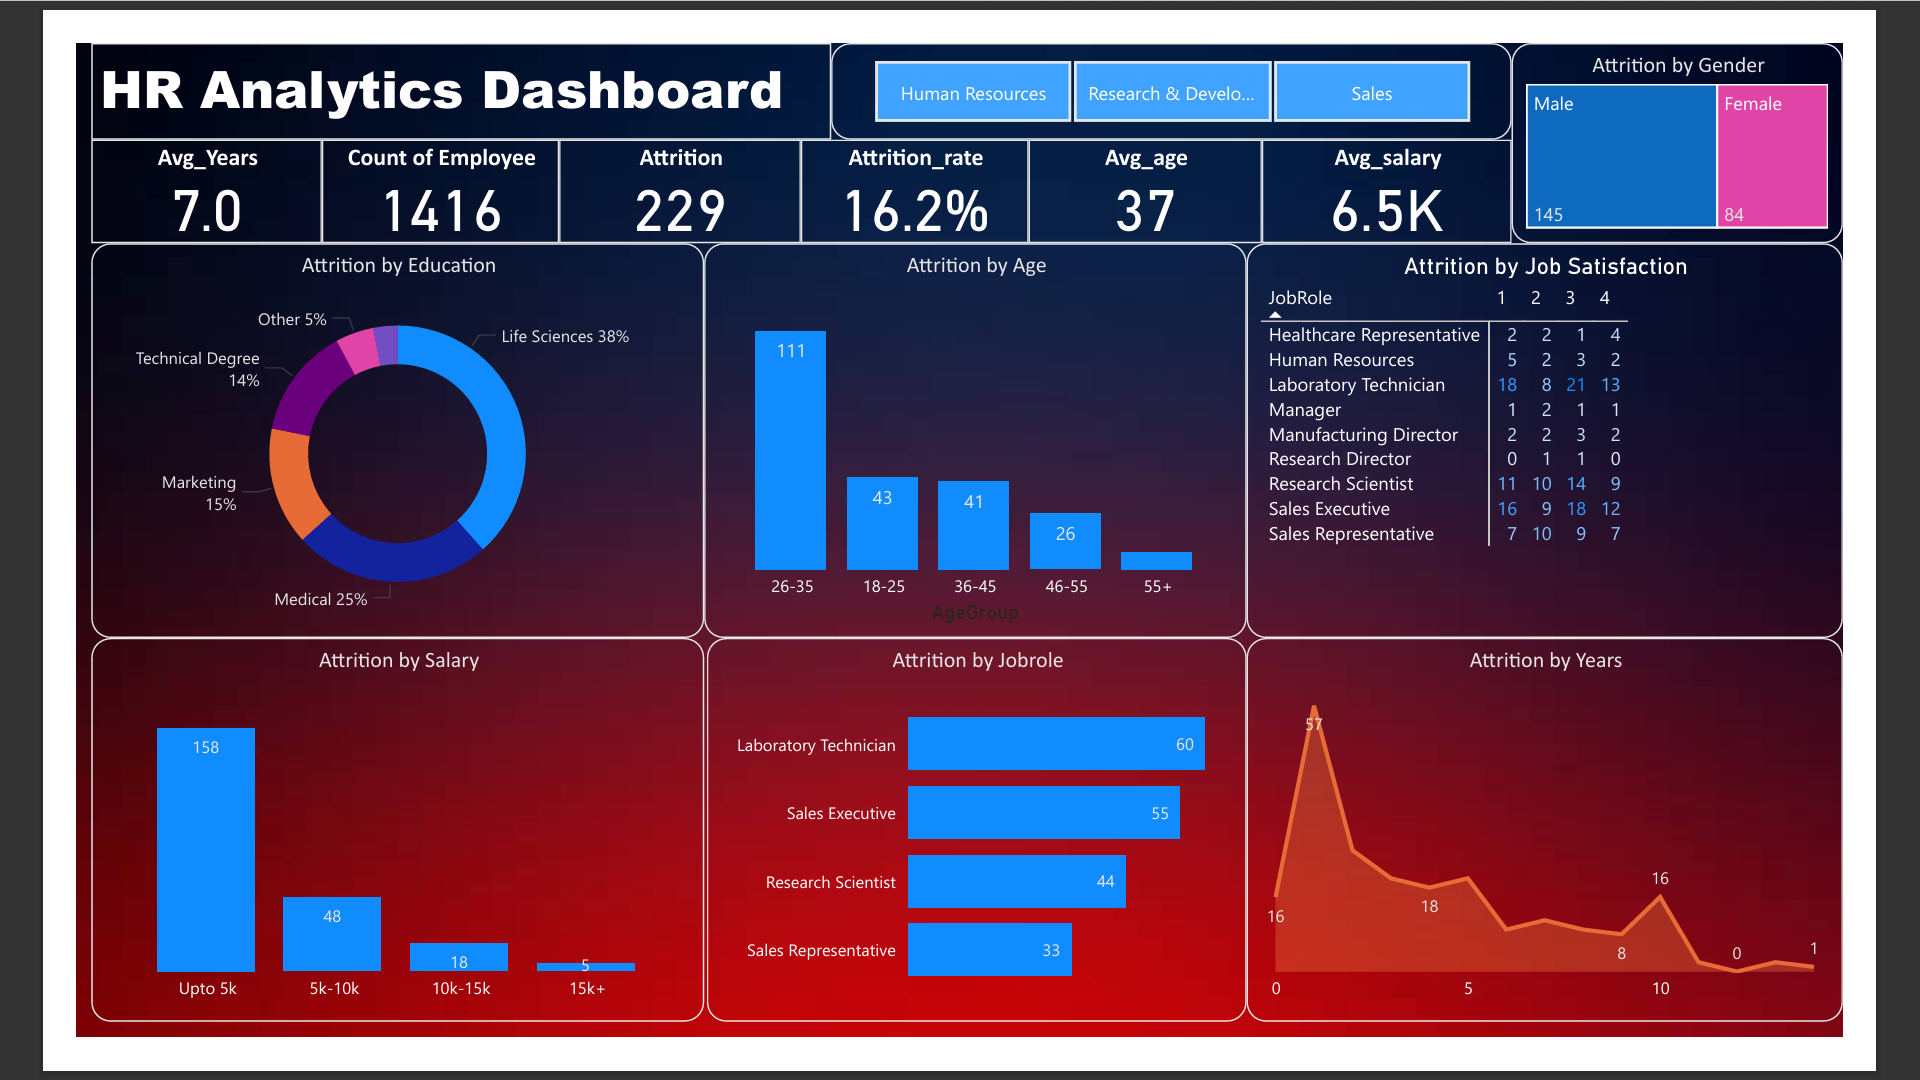 HR Analytics Dashboard
Human Resources
Research & Develo...
Sales
Attrition by Gender
Male
Female
145
84
Avg_Years
7.0
Count of Employee
1416
Attrition
229
Attrition_rate
16.2%
Avg_age
37
Avg_salary
6.5K
Attrition by Education
Other 5%
Life Sciences 38%
Technical Degree
14%
Marketing
15%
Medical 25%
Attrition by Age
111
43
41
26
26-35 18-25 36-45 46-55 55+
AgeGroup
Attrition by Job Satisfaction
JobRole 1 2 3 4
Healthcare Representative 2 2 1 4
Human Resources 5 2 3 2
Laboratory Technician 18 8 21 13
Manager 1 2 1 1
Manufacturing Director 2 2 3 2
Research Director 0 1 1 0
Research Scientist 11 10 14 9
Sales Executive 16 9 18 12
Sales Representative 7 10 9 7
Attrition by Salary
158
48
18
5
Upto 5k 5k-10k 10k-15k 15k+
Attrition by Jobrole
Laboratory Technician 60
Sales Executive 55
Research Scientist 44
Sales Representative 33
Attrition by Years
57
16
18
16
8
0
1
0 5 10